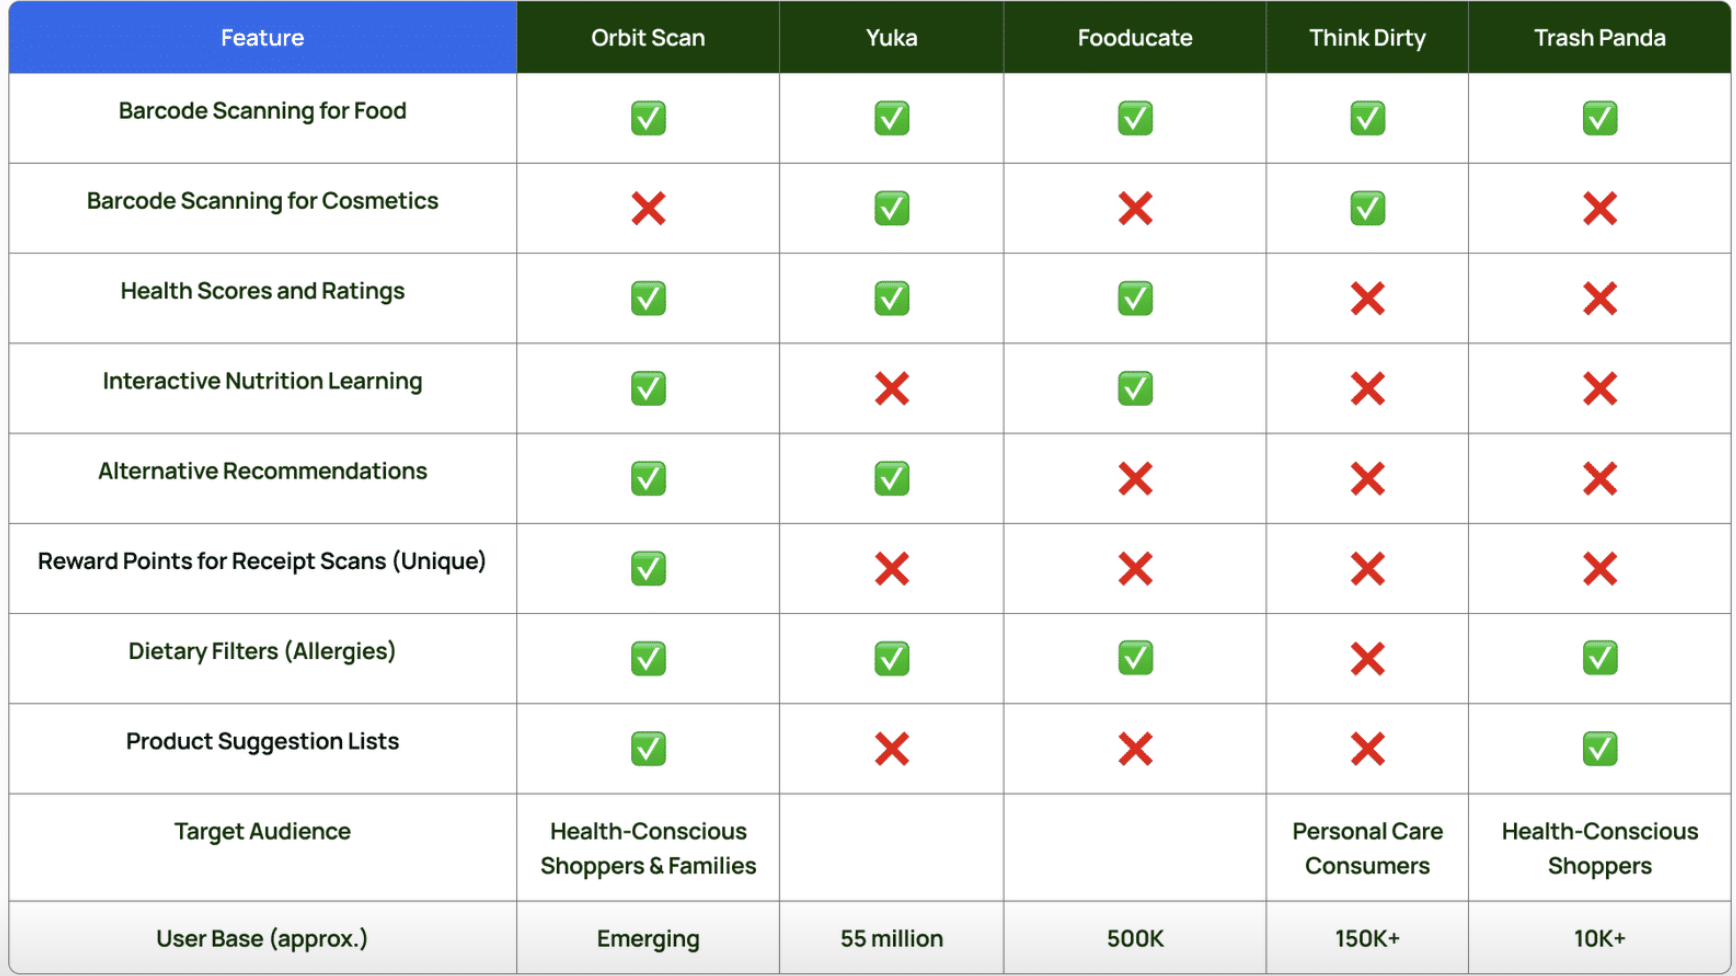 Feature Orbit Scan Yuka Fooducate Think Dirty Trash Panda
Barcode Scanning for Food ✅ ✅ ✅ ✅ ✅
Barcode Scanning for Cosmetics ❌ ✅ ❌ ✅ ❌
Health Scores and Ratings ✅ ✅ ✅ ❌ ❌
Interactive Nutrition Learning ✅ ❌ ✅ ❌ ❌
Alternative Recommendations ✅ ✅ ❌ ❌ ❌
Reward Points for Receipt Scans (Unique) ✅ ❌ ❌ ❌ ❌
Dietary Filters (Allergies) ✅ ✅ ✅ ❌ ✅
Product Suggestion Lists ✅ ❌ ❌ ❌ ✅
Target Audience Health-Conscious Personal Care Health-Conscious
Shoppers & Families Consumers Shoppers
User Base (approx.) Emerging 55 million 500K 150K+ 10K+